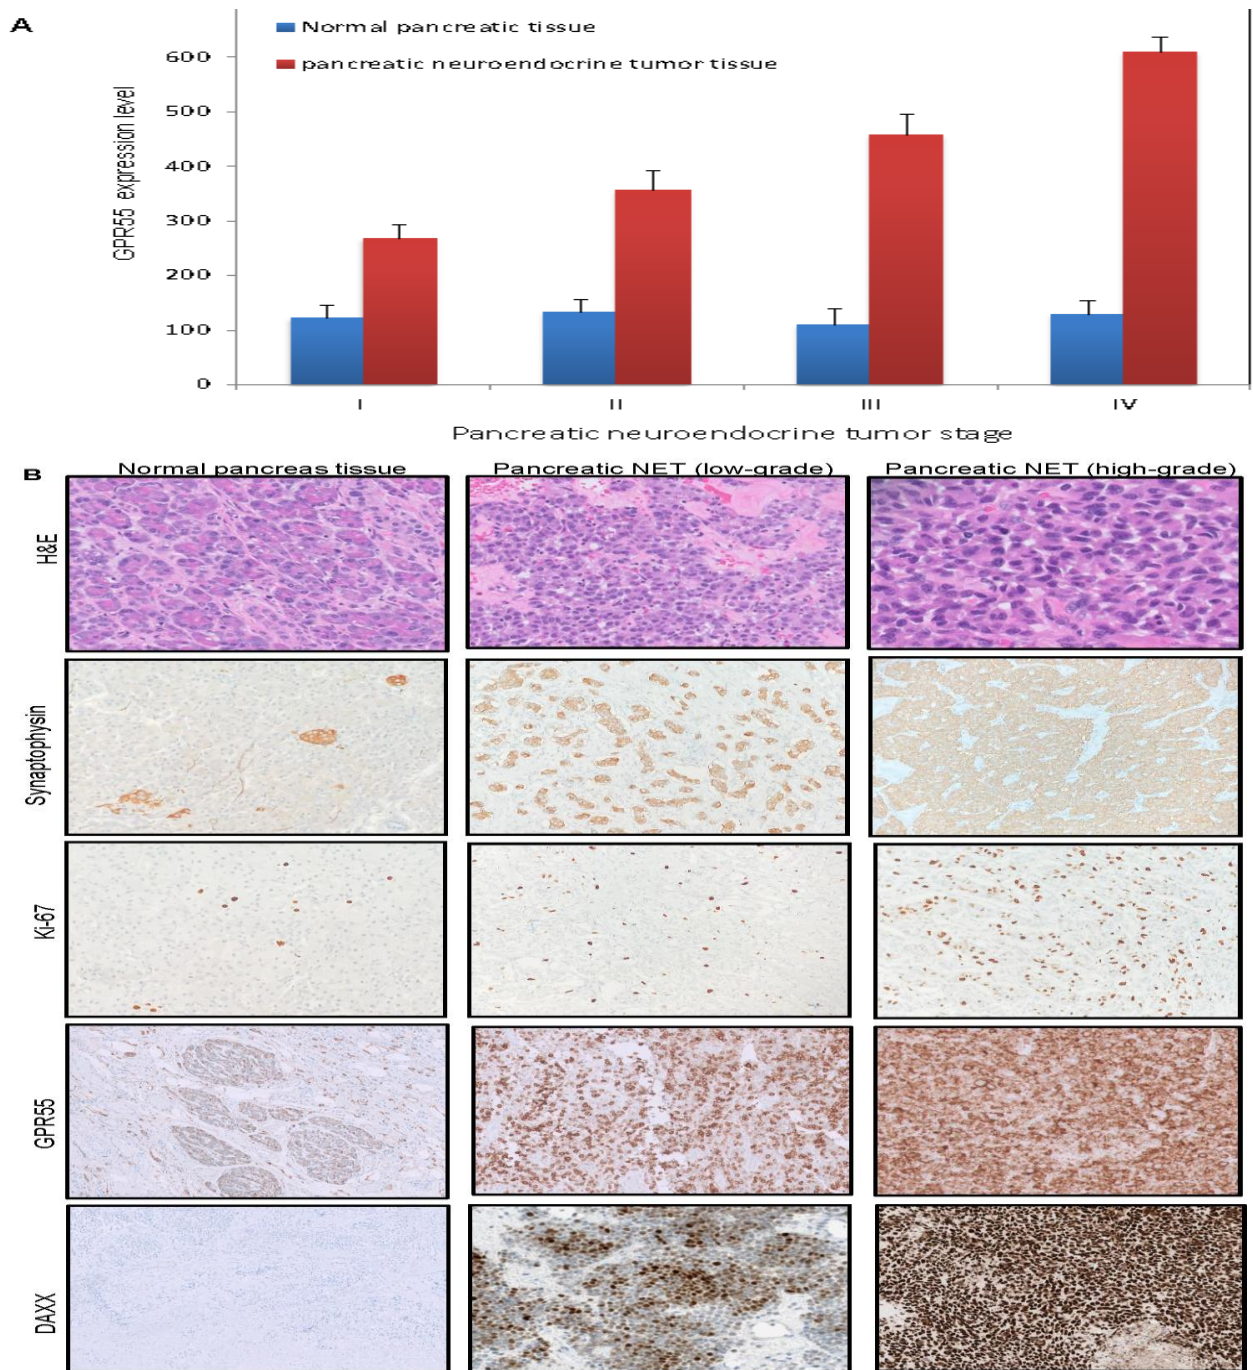 A
Normal pancreatic tissue
pancreatic neuroendocrine tumor tissue
GPR55 expression level
600
500
400
300
200
100
0
I II III IV
Pancreatic neuroendocrine tumor stage
B
Normal pancreas tissue Pancreatic NET (low-grade) Pancreatic NET (high-grade)
H&E
Synaptophysin
Ki-67
GPR55
DAXX